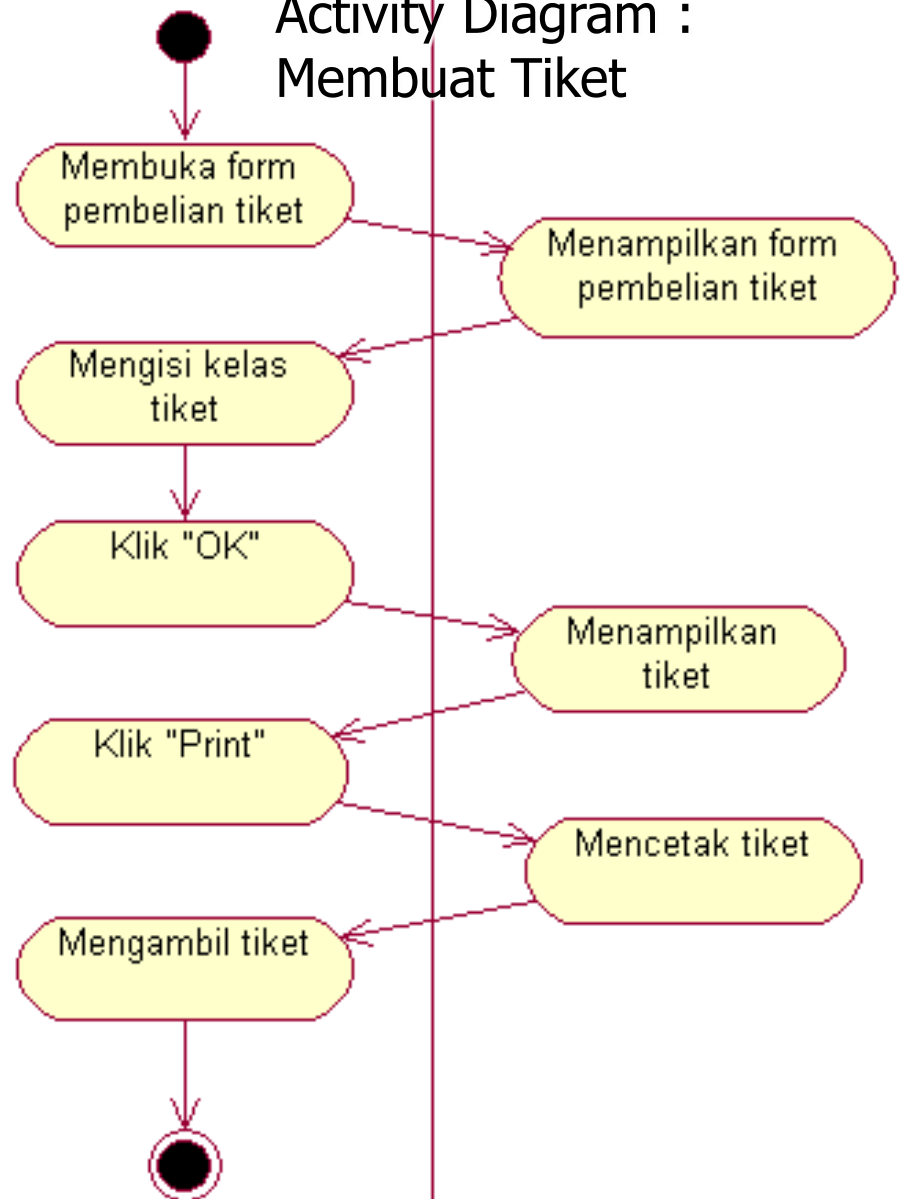 Activity Diagram :
Membuat Tiket
Membuka form
pembelian tiket
Menampilkan form
pembelian tiket
Mengisi kelas
tiket
Klik "OK"
Menampilkan
tiket
Klik "Print"
Mencetak tiket
Mengambil tiket